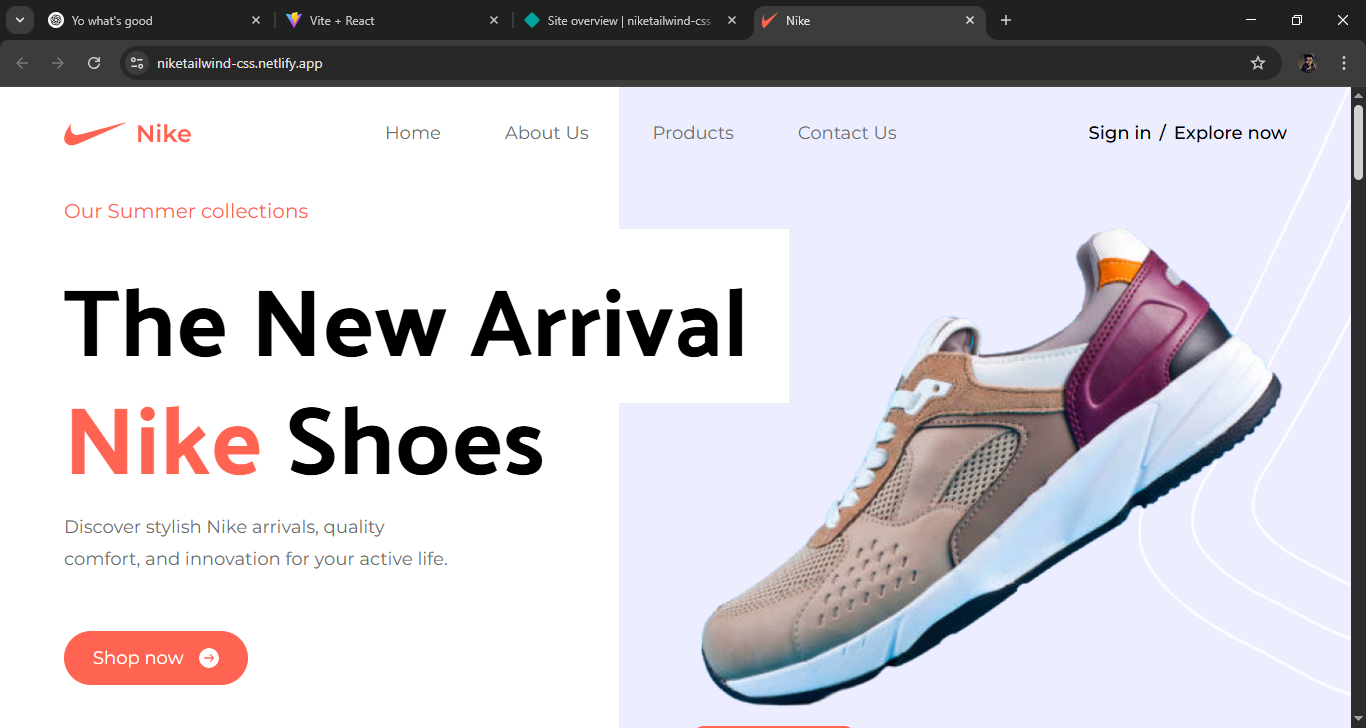 Yo what's good
Vite + React
Site overview | niketailwind-css
Nike
niketailwind-css.netlify.app
Nike
Home
About Us
Products
Contact Us
Sign in / Explore now
Our Summer collections
The New Arrival
Nike Shoes
Discover stylish Nike arrivals, quality
comfort, and innovation for your active life.
Shop now